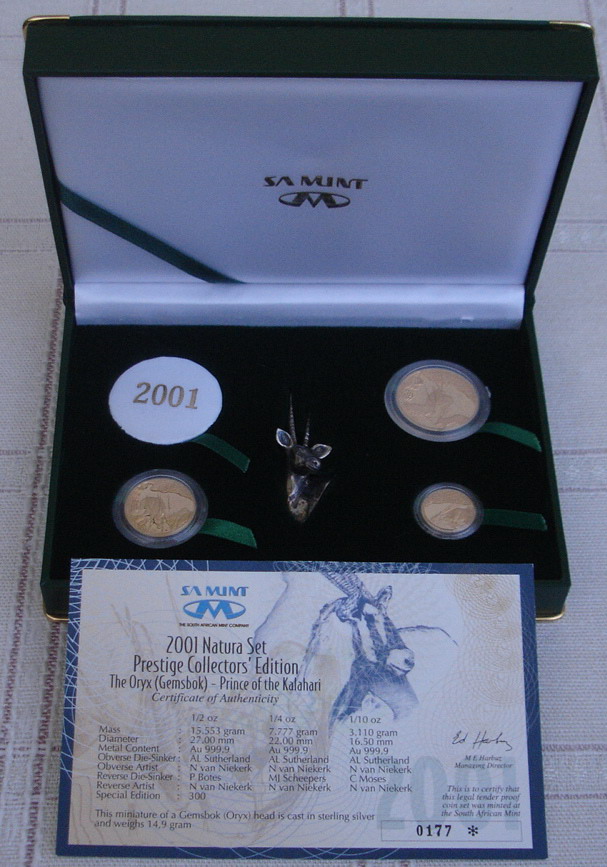 SA MINT
2001
SA MINT
THE SOUTH AFRICAN MINT COMPANY
2001 Natura Set
Prestige Collectors' Edition
The Oryx (Gemsbok) – Prince of the Kalahari
Certificate of Authenticity
1/2 oz 1/4 oz 1/10 oz
Mass : 15.553 gram 7.777 gram 3.110 gram
Diameter : 27.00 mm 22.00 mm 16.50 mm
Metal Content : Au 999.9 Au 999.9 Au 999.9
Obverse Die-Sinker : AL Sutherland AL Sutherland AL Sutherland
Obverse Artist : N van Niekerk N van Niekerk N van Niekerk
Reverse Die-Sinker : P Botes MJ Scheepers C Moses
Reverse Artist : N van Niekerk N van Niekerk N van Niekerk
Special Edition : 300
This miniature of a Gemsbok (Oryx) head is cast in sterling silver
and weighs 14,9 gram
M E Harbuz
Managing Director
This is to certify that
this legal tender proof
coin set was minted at
the South African Mint
2001
0177 *